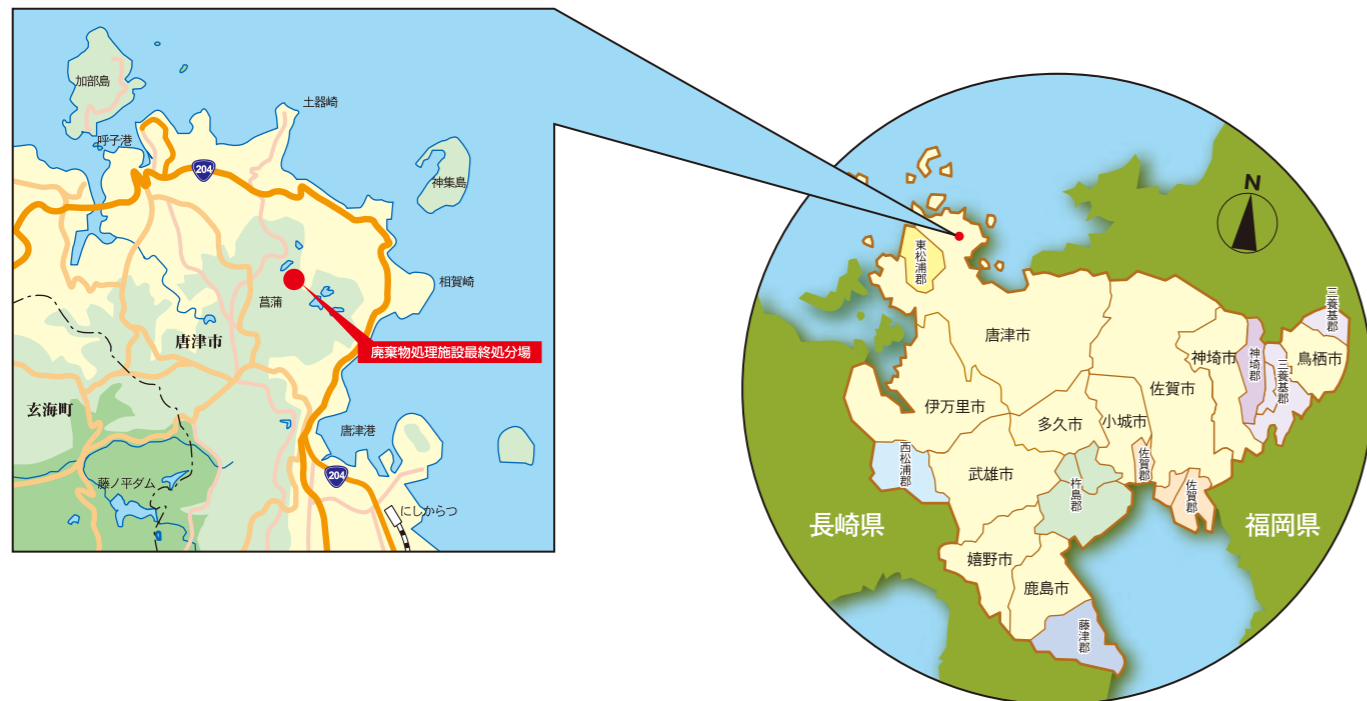 加部島
呼子港
204
土器崎
神集島
相賀崎
菖蒲
唐津市
廃棄物処理施設最終処分場
玄海町
唐津港
204
藤ノ平ダム
にしからつ
N
東松浦郡
唐津市
三養基郡
神埼市
神埼郡
三養基郡
鳥栖市
佐賀市
伊万里市
多久市
小城市
西松浦郡
武雄市
佐賀郡
杵島郡
佐賀郡
長崎県
福岡県
嬉野市
鹿島市
藤津郡